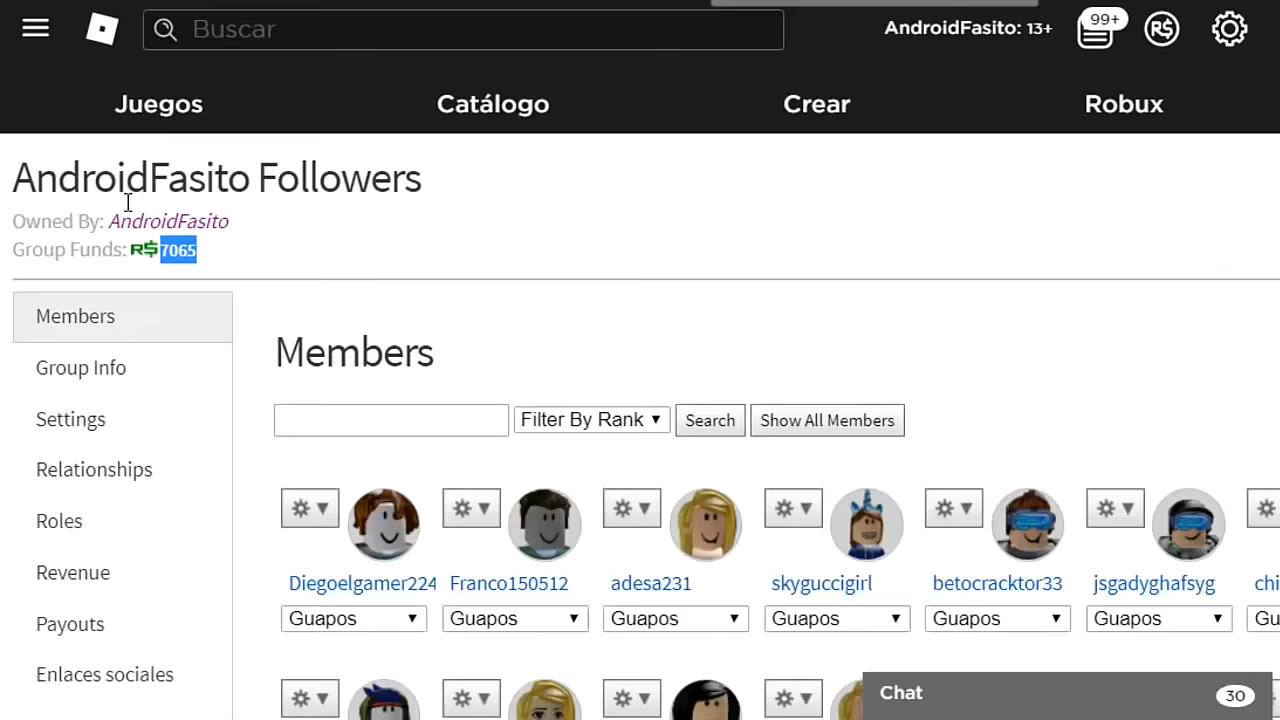 Buscar
AndroidFasito: 13+
99+
R$
Juegos
Catálogo
Crear
Robux
AndroidFasito Followers
Owned By: AndroidFasito
Group Funds: R$ 7065
Members
Group Info
Settings
Relationships
Roles
Revenue
Payouts
Enlaces sociales
Members
Filter By Rank
Search
Show All Members
Diegoelgamer224
Franco150512
adesa231
skyguccigirl
betocracktor33
jsgadyghafsyg
Guapos
Guapos
Guapos
Guapos
Guapos
Guapos
Chat
30